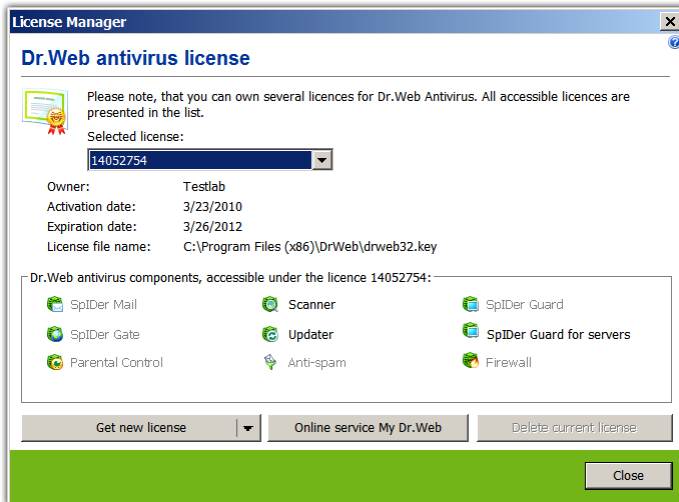 License Manager
Dr.Web antivirus license
Please note, that you can own several licences for Dr.Web Antivirus. All accessible licences are
presented in the list.
Selected license:
14052754
Owner: Testlab
Activation date: 3/23/2010
Expiration date: 3/26/2012
License file name: C:\Program Files (x86)\DrWeb\drweb32.key
Dr.Web antivirus components, accessible under the licence 14052754:
SpIDer Mail Scanner SpIDer Guard
SpIDer Gate Updater SpIDer Guard for servers
Parental Control Anti-spam Firewall
Get new license Online service My Dr.Web Delete current license
Close